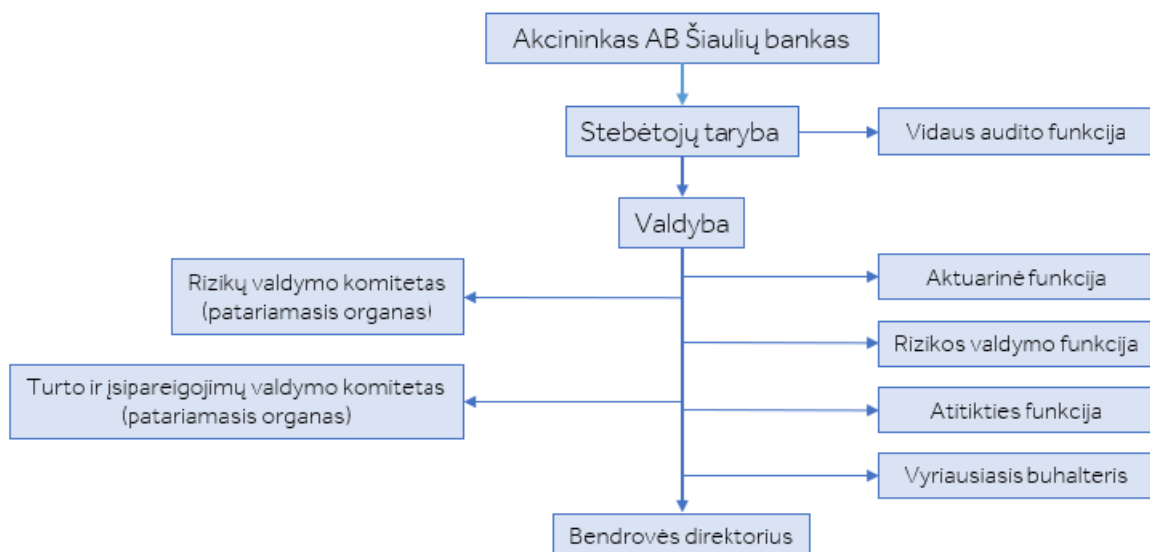 Akcininkas AB Šiaulių bankas
Stebėtojų taryba
Vidaus audito funkcija
Valdyba
Rizikų valdymo komitetas
(patariamasis organas)
Aktuarinė funkcija
Rizikos valdymo funkcija
Turto ir įsipareigojimų valdymo komitetas
(patariamasis organas)
Atitikties funkcija
Vyriausiasis buhalteris
Bendrovės direktorius